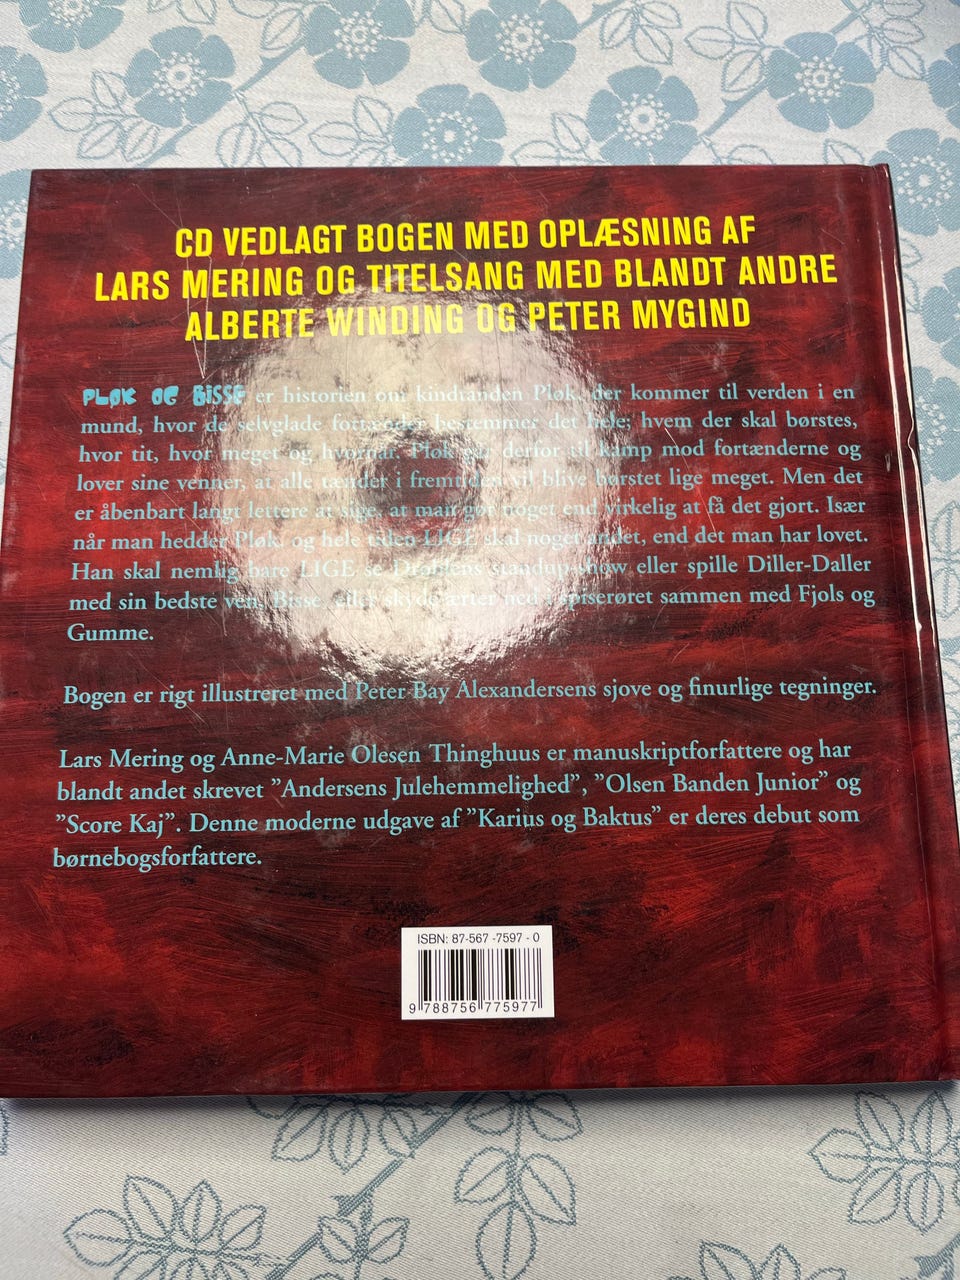 CD VEDLAGT BOGEN MED OPLÆSNING AF
LARS MERING OG TITELSANG MED BLANDT ANDRE
ALBERTE WINDING OG PETER MYGIND
PLØK OG BISSE er historien om kindtanden Pløk, der kommer til verden i en
mund, hvor de selvglade fortænder bestemmer det hele; hvem der skal børstes,
hvor tit, hvor meget og hvornår. Pløk går derfor til kamp mod fortænderne og
lover sine venner, at alle tænder i fremtiden vil blive børstet lige meget. Men det
er åbenbart langt lettere at sige, at man gør noget end virkelig at få det gjort. Især
når man hedder Pløk, og hele tiden LIGE skal noget andet, end det man har lovet.
Han skal nemlig bare LIGE se Drøblens standup-show eller spille Diller-Daller
med sin bedste ven, Bisse, eller skyde ærter ned i spiserøret sammen med Fjols og
Gumme.
Bogen er rigt illustreret med Peter Bay Alexandersens sjove og finurlige tegninger.
Lars Mering og Anne-Marie Olesen Thinghuus er manuskriptforfattere og har
blandt andet skrevet ”Andersens Julehemmelighed”, ”Olsen Banden Junior” og
”Score Kaj”. Denne moderne udgave af ”Karius og Baktus” er deres debut som
børnebogsforfattere.
ISBN: 87-567-7597-0
9 788756 775977